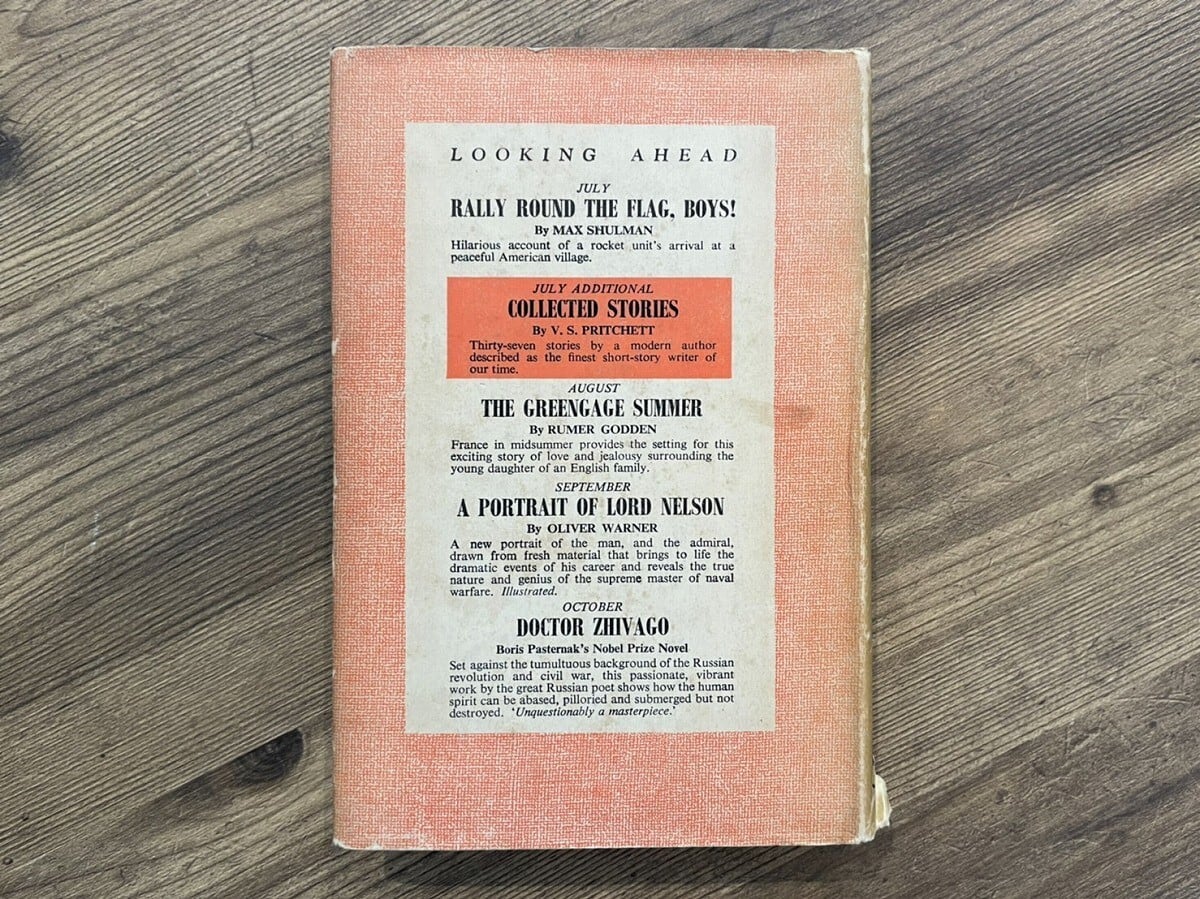 LOOKING AHEAD
JULY
RALLY ROUND THE FLAG, BOYS!
By MAX SHULMAN
Hilarious account of a rocket unit's arrival at a
peaceful American village.
JULY ADDITIONAL
COLLECTED STORIES
By V. S. PRITCHETT
Thirty-seven stories by a modern author
described as the finest short-story writer of
our time.
AUGUST
THE GREENGAGE SUMMER
By RUMER GODDEN
France in midsummer provides the setting for this
exciting story of love and jealousy surrounding the
young daughter of an English family.
SEPTEMBER
A PORTRAIT OF LORD NELSON
By OLIVER WARNER
A new portrait of the man, and the admiral,
drawn from fresh material that brings to life the
dramatic events of his career and reveals the true
nature and genius of the supreme master of naval
warfare. Illustrated.
OCTOBER
DOCTOR ZHIVAGO
Boris Pasternak's Nobel Prize Novel
Set against the tumultuous background of the Russian
revolution and civil war, this passionate, vibrant
work by the great Russian poet shows how the human
spirit can be abased, pilloried and submerged but not
destroyed. 'Unquestionably a masterpiece.'